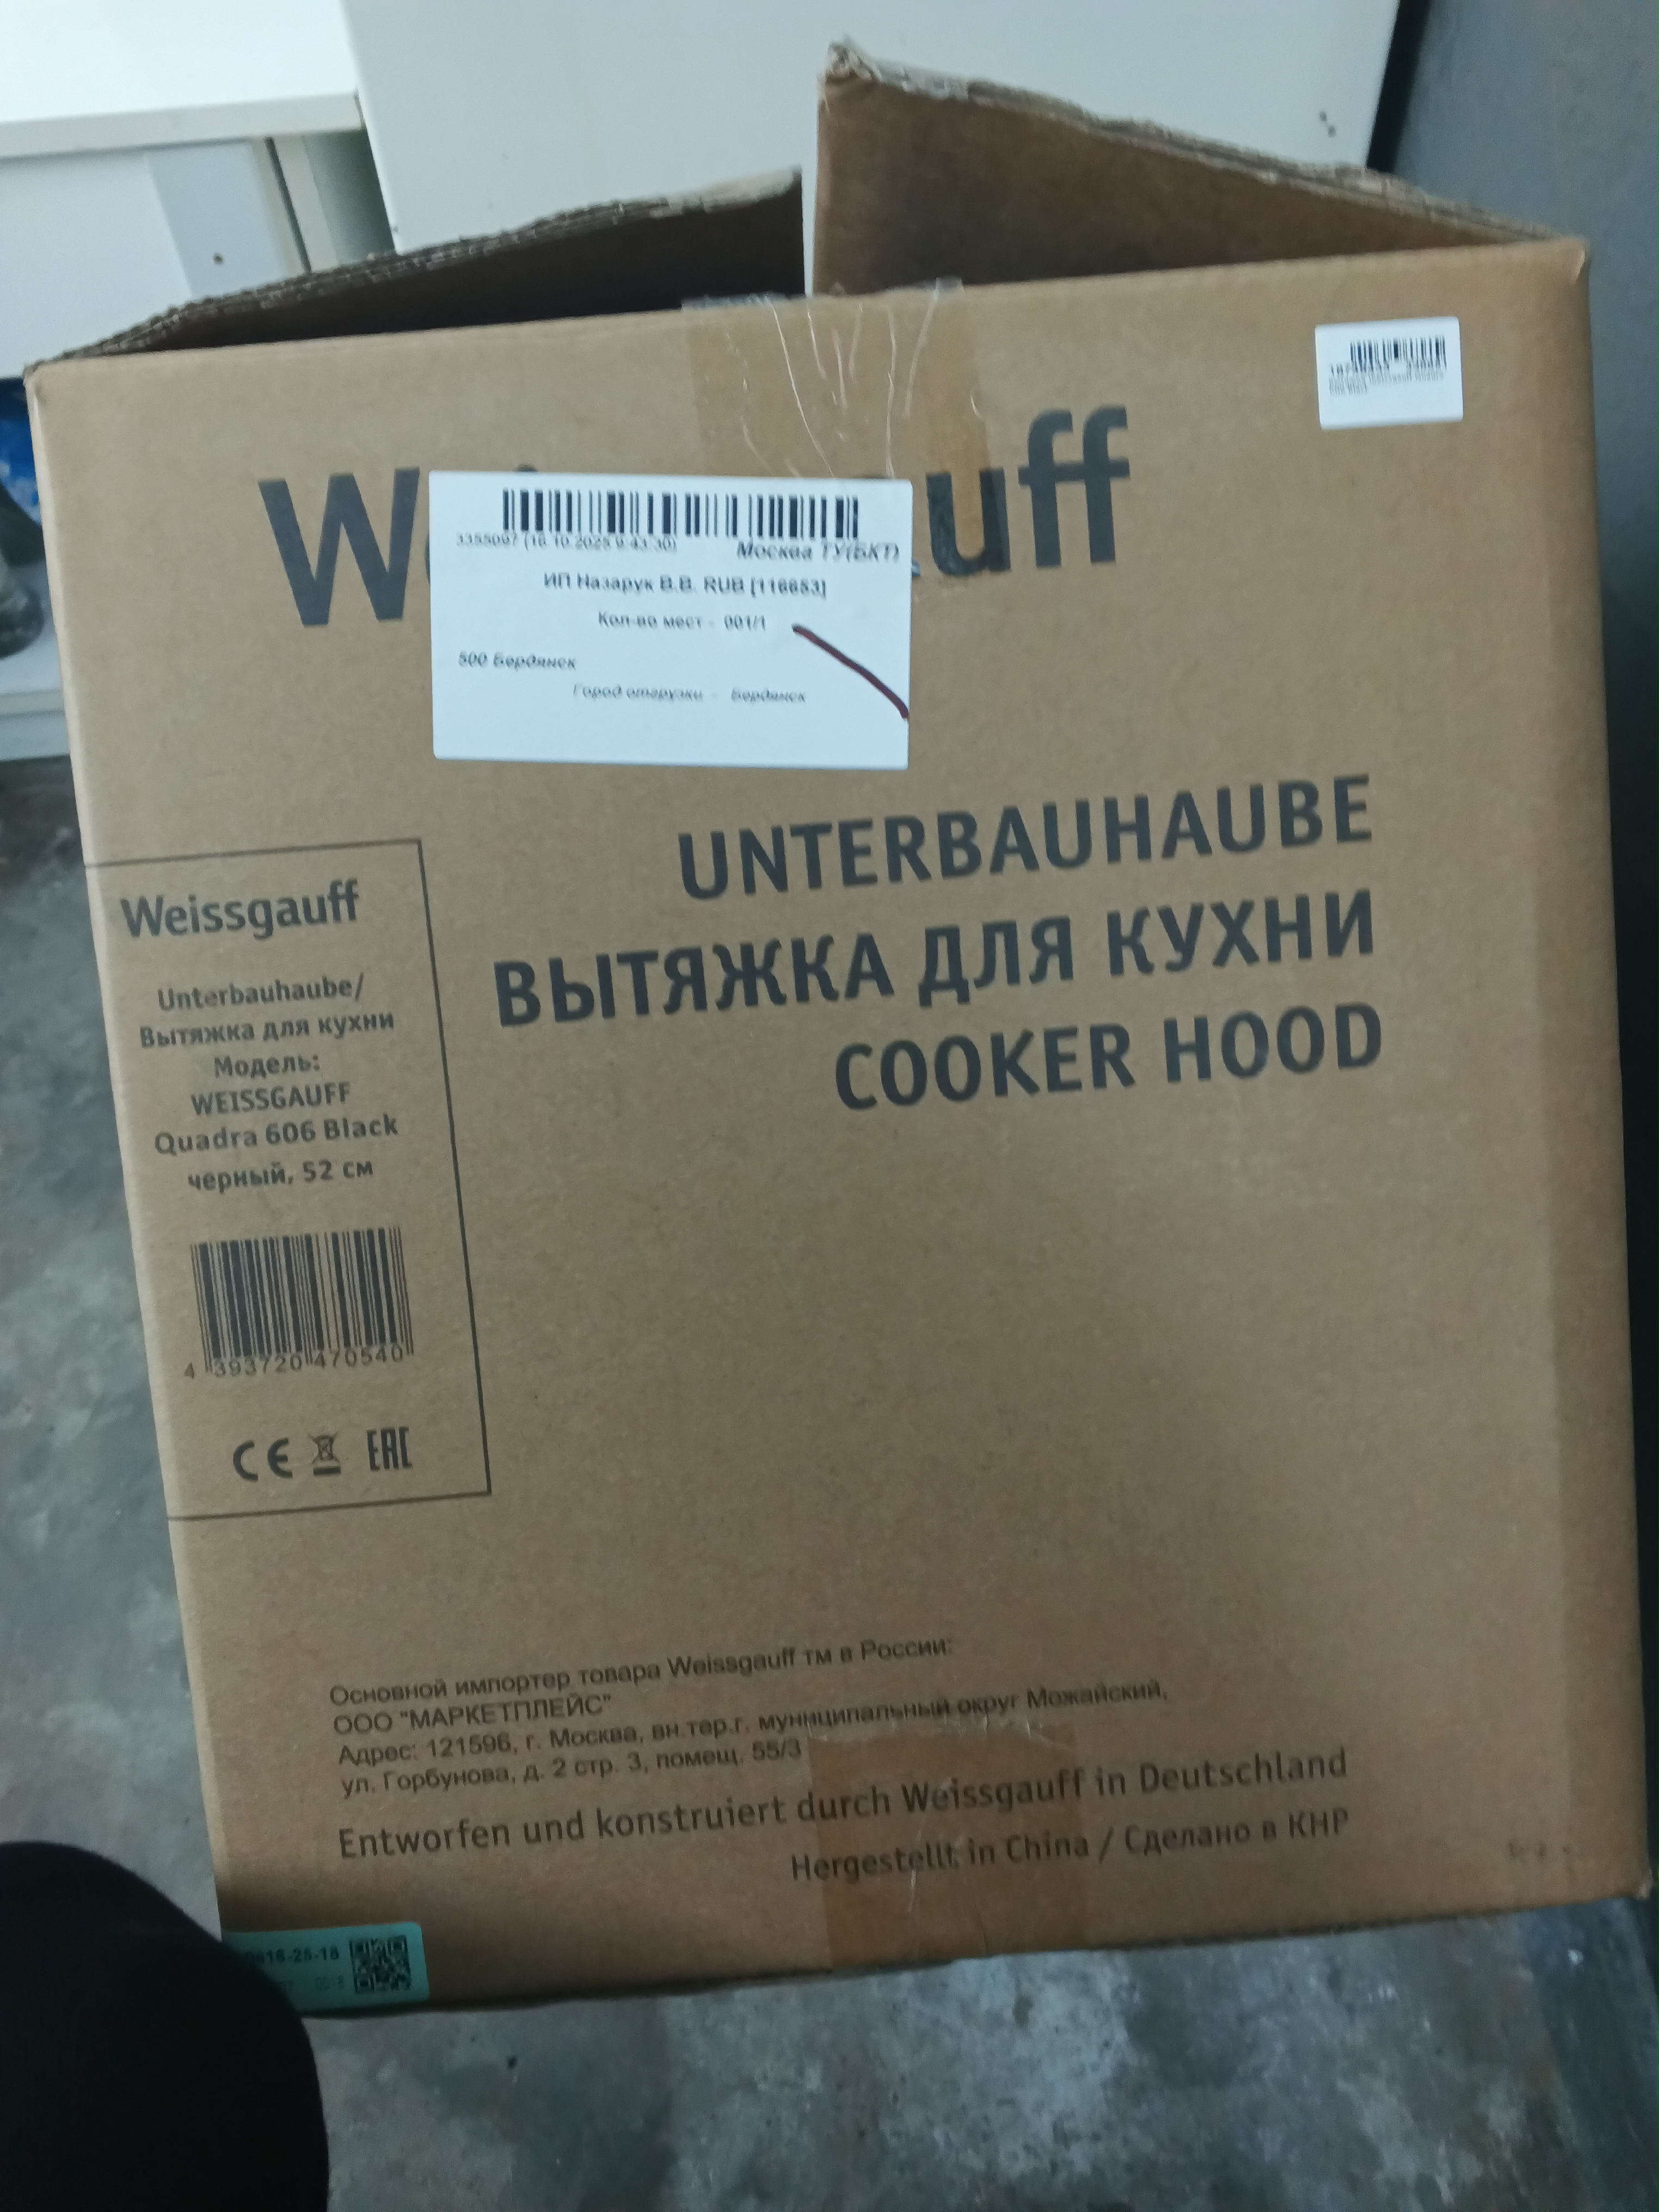 W uff
3355097 (16.10.2025 9:43:30)
Москва ТУ(БКТ)
ИП Назарук В.В. RUB [116653]
Кол-во мест - 001/1
500 Бердянск
Город отгрузки - Бердянск
UNTERBAUHAUBE
ВЫТЯЖКА ДЛЯ КУХНИ
COOKER HOOD
Weissgauff
Unterbauhaube/
Вытяжка для кухни
Модель:
WEISSGAUFF
Quadra 606 Black
черный, 52 см
4 393720 470540
CE EAC
Основной импортер товара Weissgauff тм в России:
ООО "МАРКЕТПЛЕЙС"
Адрес: 121596, г. Москва, вн.тер.г. муниципальный округ Можайский,
ул. Горбунова, д. 2 стр. 3, помещ. 55/3
Entworfen und konstruiert durch Weissgauff in Deutschland
Hergestellt in China / Сделано в КНР